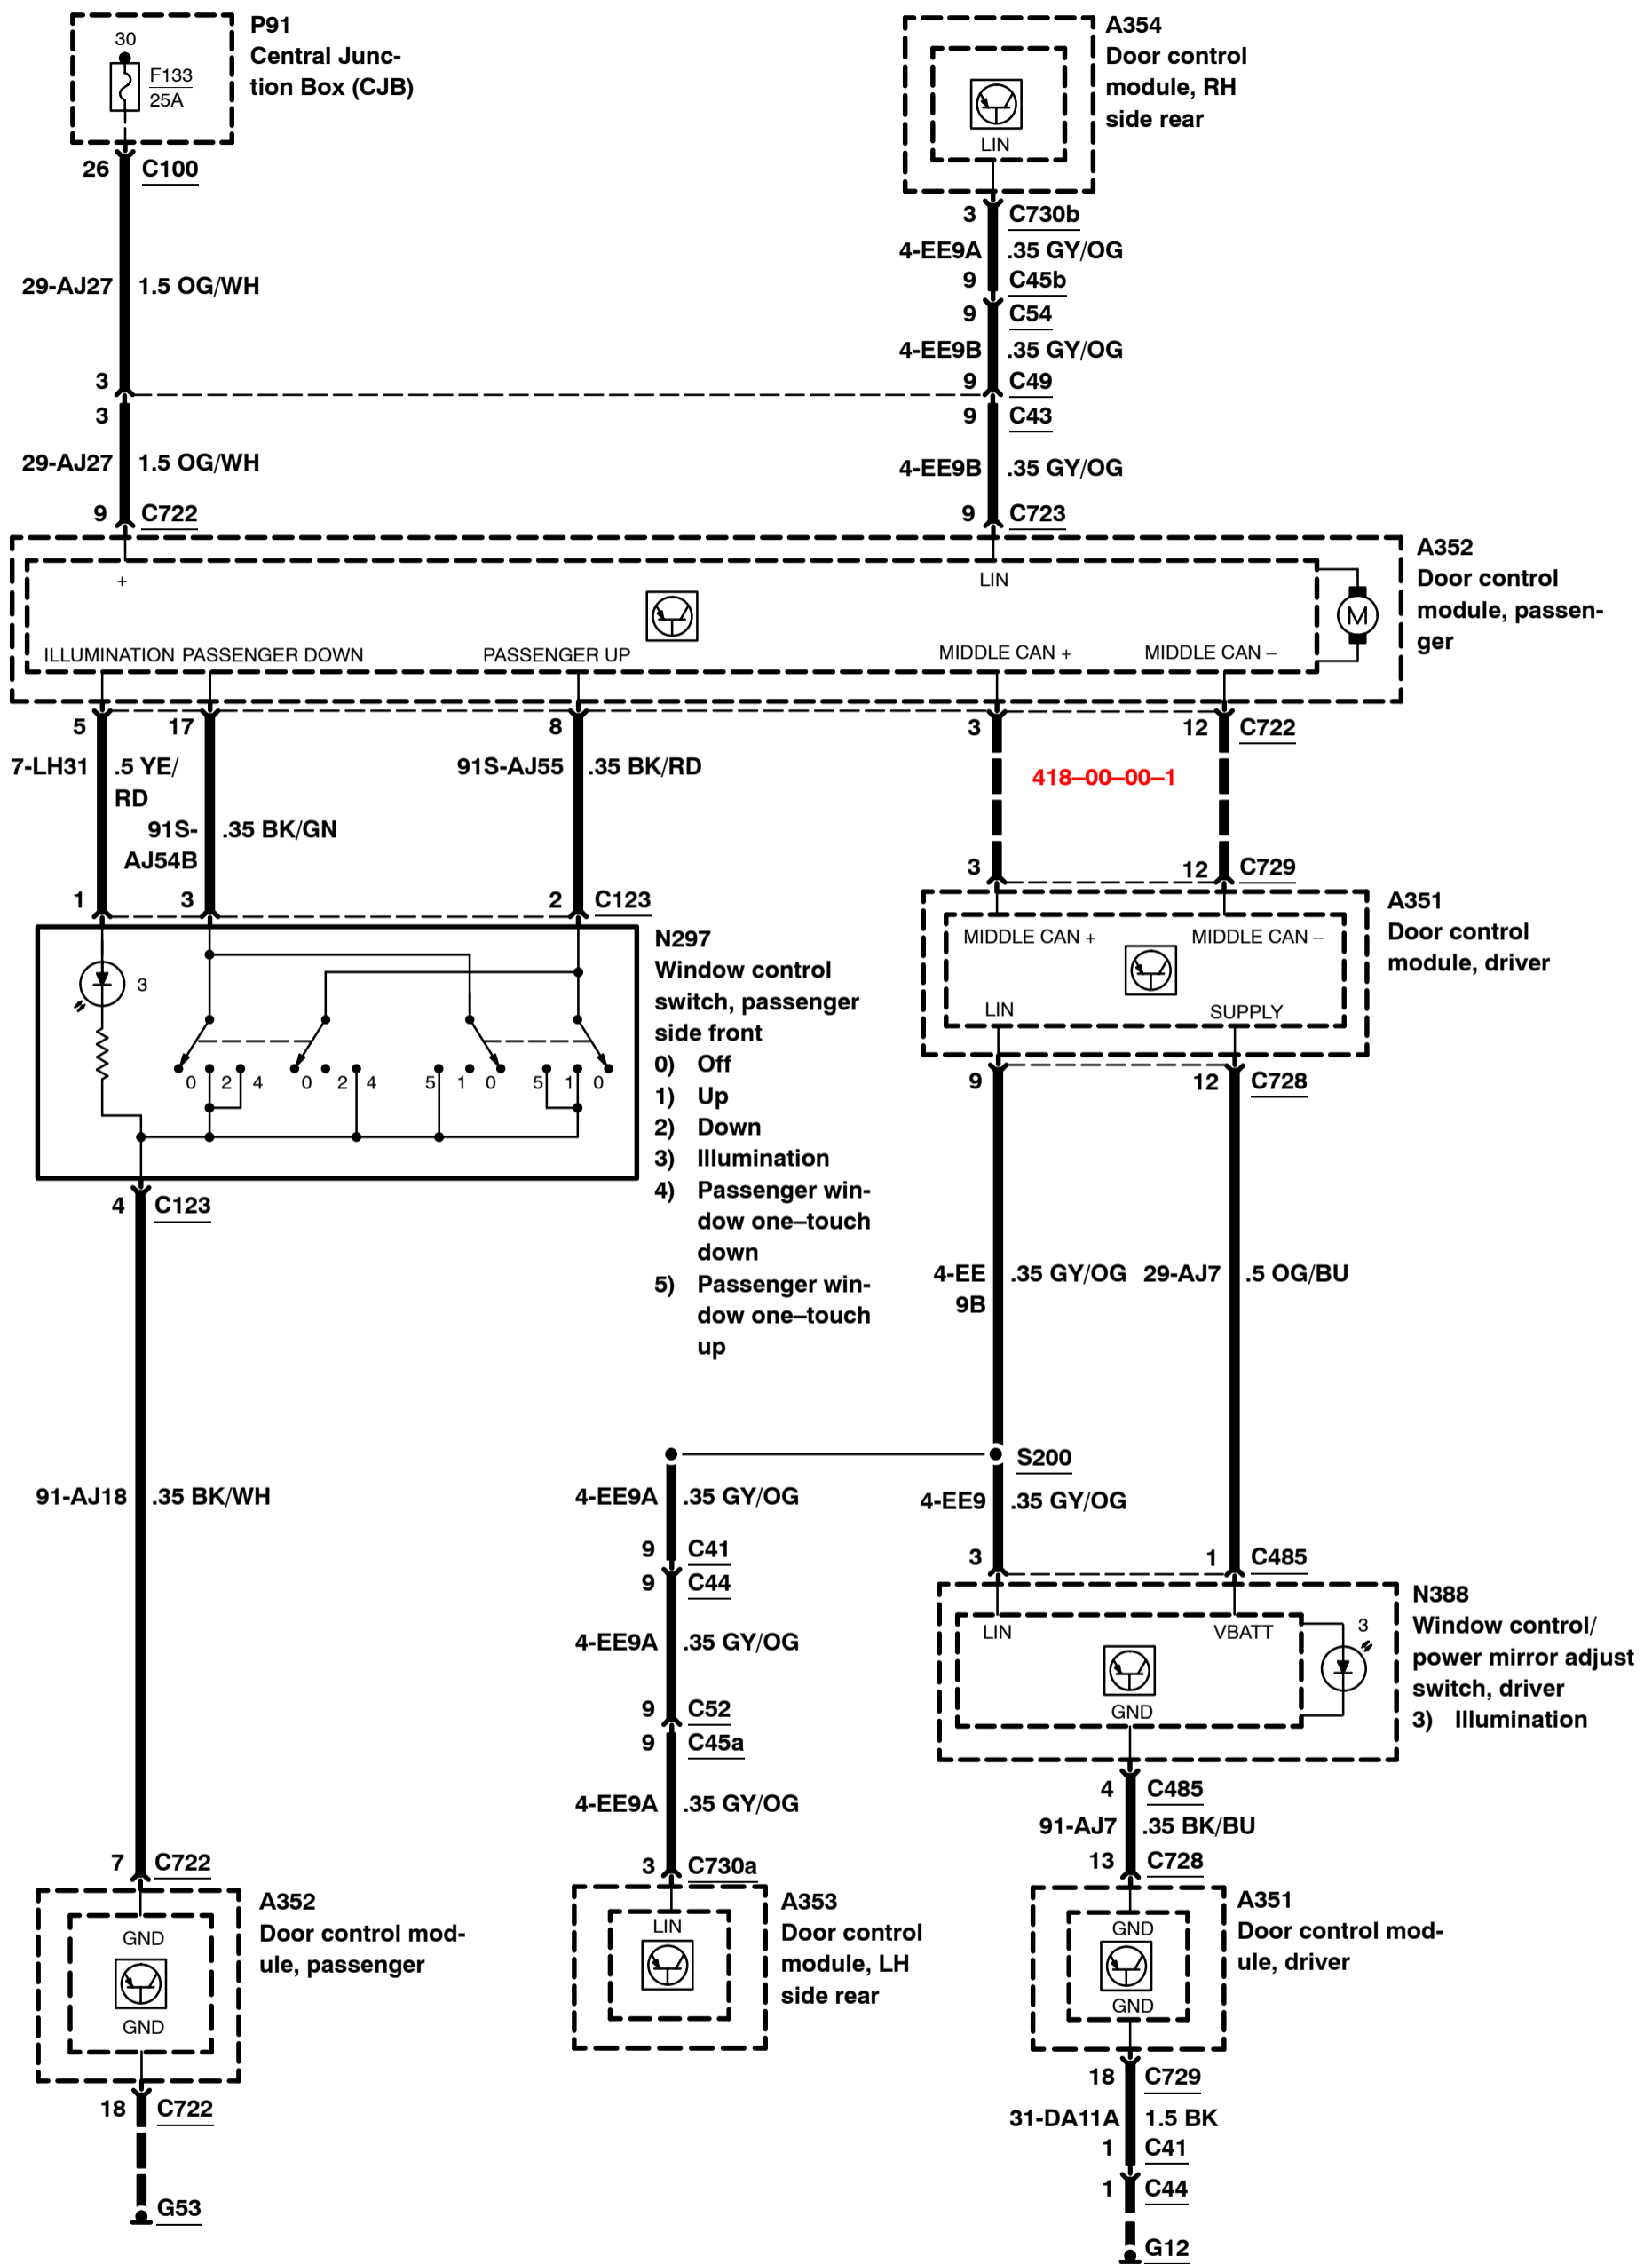 P91
Central Junc-
tion Box (CJB)
30
F133
25A
26 C100
29-AJ27 1.5 OG/WH
3
3
29-AJ27 1.5 OG/WH
9 C722
A354
Door control
module, RH
side rear
LIN
3 C730b
4-EE9A .35 GY/OG
9 C45b
9 C54
4-EE9B .35 GY/OG
9 C49
9 C43
4-EE9B .35 GY/OG
9 C723
A352
Door control
module, passen-
ger
+
LIN
M
ILLUMINATION PASSENGER DOWN PASSENGER UP MIDDLE CAN + MIDDLE CAN –
5 17 8 3 12 C722
7-LH31 .5 YE/
RD
91S-AJ55 .35 BK/RD
91S-
AJ54B
.35 BK/GN
418–00–00–1
1 3 2 C123
3 12 C729
N297
Window control
switch, passenger
side front
0) Off
1) Up
2) Down
3) Illumination
4) Passenger win-
dow one–touch
down
5) Passenger win-
dow one–touch
up
3
0 2 4 0 2 4 5 1 0 5 1 0
4 C123
A351
Door control
module, driver
MIDDLE CAN + MIDDLE CAN –
LIN SUPPLY
9 12 C728
4-EE
9B
.35 GY/OG 29-AJ7 .5 OG/BU
S200
91-AJ18 .35 BK/WH
4-EE9A .35 GY/OG
4-EE9 .35 GY/OG
9 C41
9 C44
3 1 C485
4-EE9A .35 GY/OG
9 C52
9 C45a
4-EE9A .35 GY/OG
3 C730a
N388
Window control/
power mirror adjust
switch, driver
3) Illumination
LIN VBATT
3
GND
4 C485
91-AJ7 .35 BK/BU
13 C728
7 C722
A352
Door control mod-
ule, passenger
GND
GND
18 C722
G53
A353
Door control
module, LH
side rear
LIN
A351
Door control mod-
ule, driver
GND
GND
18 C729
31-DA11A 1.5 BK
1 C41
1 C44
G12